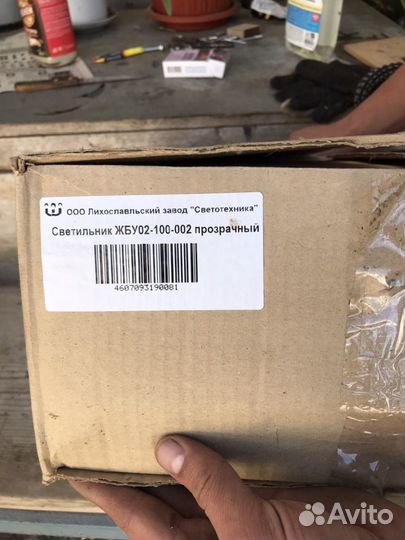 ООО Лихославльский завод "Светотехника"
Светильник ЖБУ02-100-002 прозрачный
4607093190081
Avito